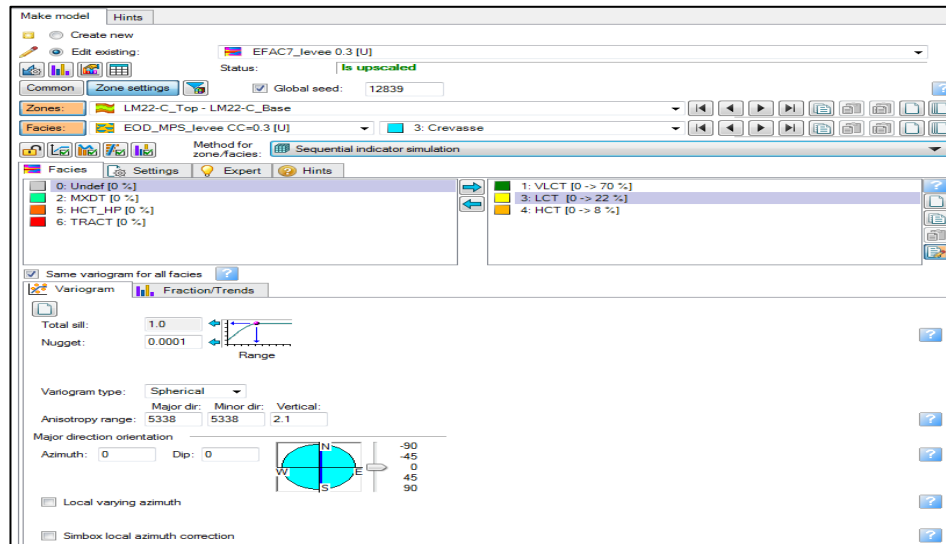 Make model Hints
Create new
Edit existing: EFAC7_levee 0.3 [U]
Status: Is upscaled
Common Zone settings Global seed: 12839
Zones: LM22-C_Top - LM22-C_Base
Facies: EOD_MPS_levee CC=0.3 [U] 3: Crevasse
Method for
zone/facies: Sequential indicator simulation
Facies Settings Expert Hints
0: Undef [0 %] 1: VLCT [0 -> 70 %]
2: MXDT [0 %] 3: LCT [0 -> 22 %]
5: HCT_HP [0 %] 4: HCT [0 -> 8 %]
6: TRACT [0 %]
Same variogram for all facies ?
Variogram Fraction/Trends
Total sill: 1.0
Nugget: 0.0001
Range
Variogram type: Spherical
Major dir: Minor dir: Vertical:
Anisotropy range: 5338 5338 2.1
Major direction orientation
Azimuth: 0 Dip: 0
N
W E
S
-90
-45
0
45
90
Local varying azimuth
Simbox local azimuth correction